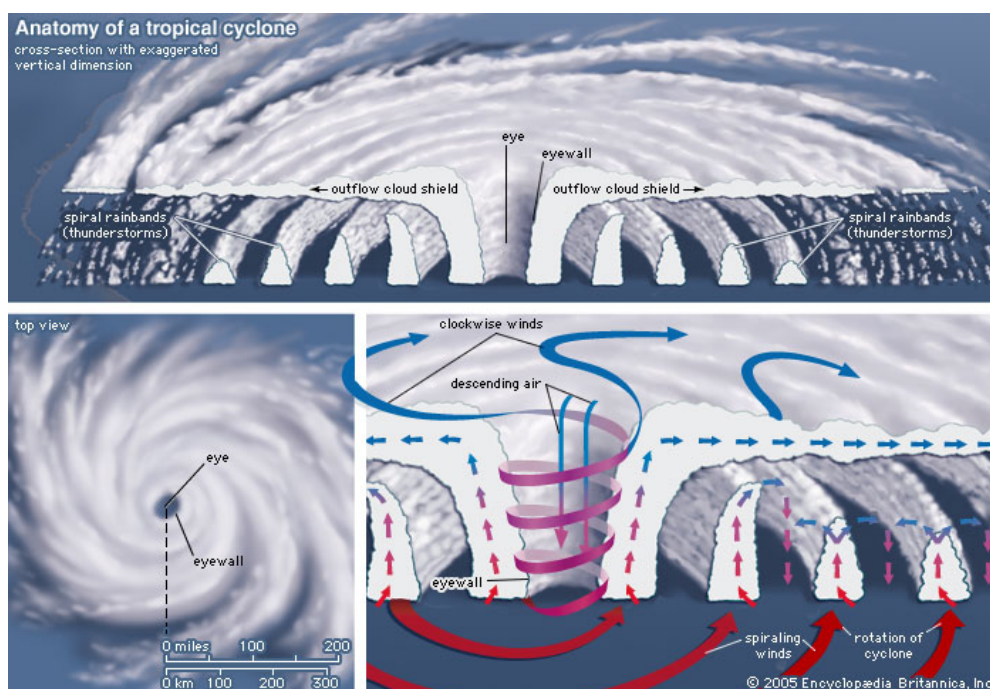 Anatomy of a tropical cyclone
cross-section with exaggerated
vertical dimension
eye
eyewall
outflow cloud shield
outflow cloud shield
spiral rainbands
(thunderstorms)
spiral rainbands
(thunderstorms)
top view
eye
eyewall
0 miles 100 200
0 km 100 200 300
clockwise winds
descending air
eyewall
spiraling
winds
rotation of
cyclone
© 2005 Encyclopædia Britannica, Inc